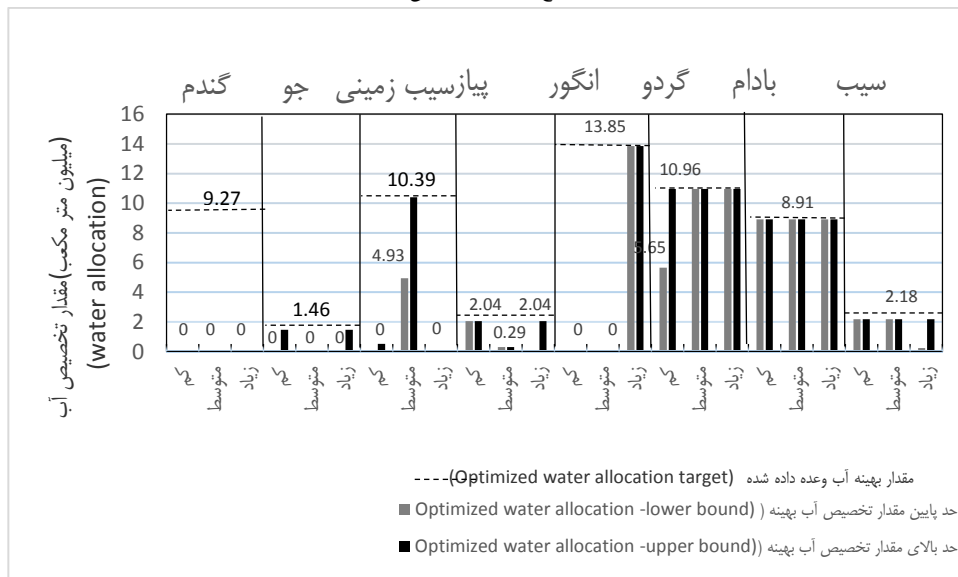 گندم جو سیب زمینی پیاز انگور گردو بادام سیب
مقدار تخصیص آب(میلیون متر مکعب)
(water allocation)
16
14
12
10
8
6
4
2
0
9.27
0 0 0
1.46
0 0 0
10.39
4.93
0 0
2.04 2.04
0.29
13.85
0 0
10.96
5.65
8.91
2.18
کم متوسط زیاد کم متوسط زیاد کم متوسط زیاد کم متوسط زیاد کم متوسط زیاد کم متوسط زیاد کم متوسط زیاد کم متوسط زیاد
مقدار بهینه آب وعده داده شده (Optimized water allocation target)
حد پایین مقدار تخصیص آب بهینه ( (Optimized water allocation -lower bound
حد بالای مقدار تخصیص آب بهینه ((Optimized water allocation -upper bound